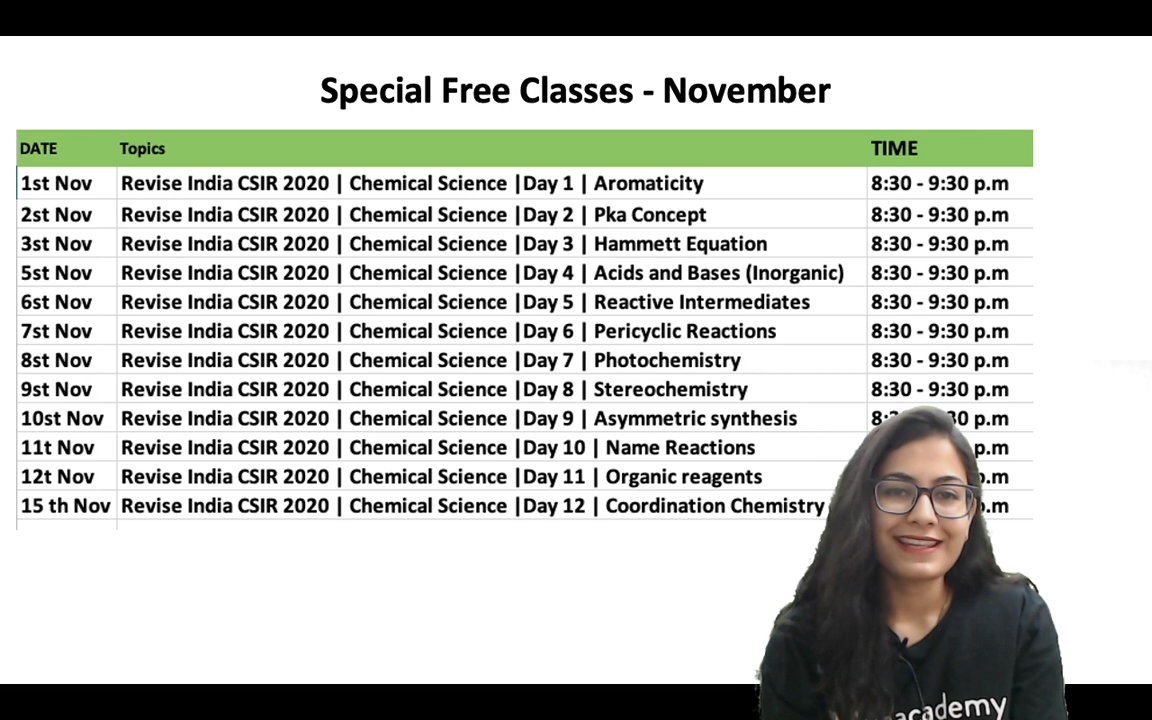 Special Free Classes - November
DATE Topics TIME
1st Nov Revise India CSIR 2020 | Chemical Science |Day 1 | Aromaticity 8:30 - 9:30 p.m
2st Nov Revise India CSIR 2020 | Chemical Science |Day 2 | Pka Concept 8:30 - 9:30 p.m
3st Nov Revise India CSIR 2020 | Chemical Science |Day 3 | Hammett Equation 8:30 - 9:30 p.m
5st Nov Revise India CSIR 2020 | Chemical Science |Day 4 | Acids and Bases (Inorganic) 8:30 - 9:30 p.m
6st Nov Revise India CSIR 2020 | Chemical Science |Day 5 | Reactive Intermediates 8:30 - 9:30 p.m
7st Nov Revise India CSIR 2020 | Chemical Science |Day 6 | Pericyclic Reactions 8:30 - 9:30 p.m
8st Nov Revise India CSIR 2020 | Chemical Science |Day 7 | Photochemistry 8:30 - 9:30 p.m
9st Nov Revise India CSIR 2020 | Chemical Science |Day 8 | Stereochemistry 8:30 - 9:30 p.m
10st Nov Revise India CSIR 2020 | Chemical Science |Day 9 | Asymmetric synthesis p.m
11t Nov Revise India CSIR 2020 | Chemical Science |Day 10 | Name Reactions p.m
12t Nov Revise India CSIR 2020 | Chemical Science |Day 11 | Organic reagents
15 th Nov Revise India CSIR 2020 | Chemical Science |Day 12 | Coordination Chemistry
academy